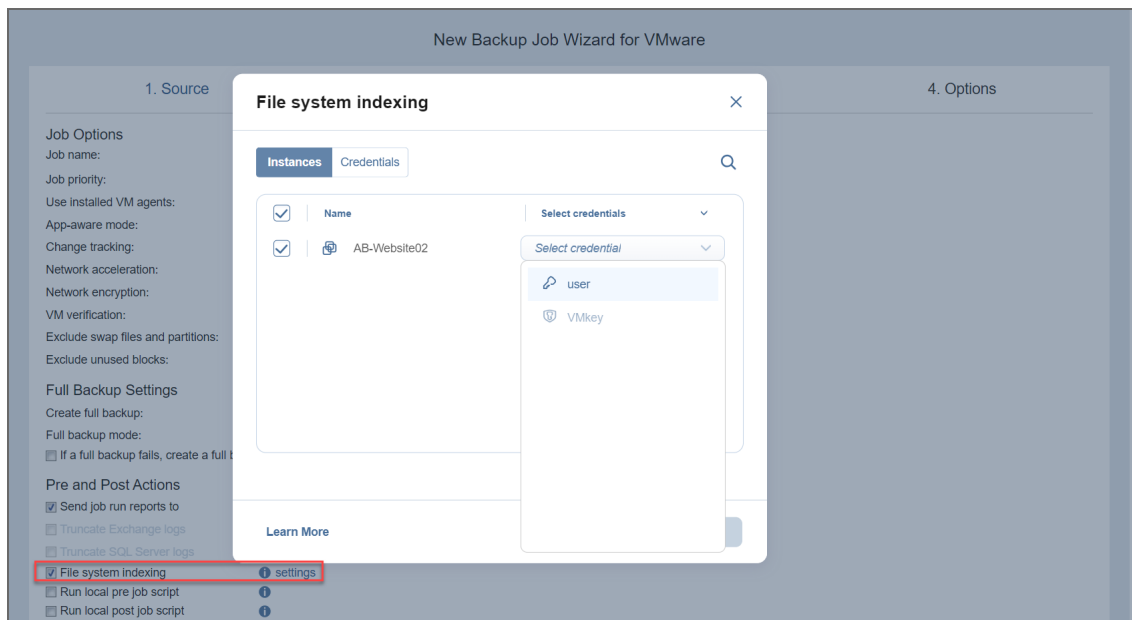 New Backup Job Wizard for VMware
1. Source
4. Options
File system indexing
Instances Credentials
Name Select credentials
AB-Website02 Select credential
user
VMkey
Learn More
Job Options
Job name:
Job priority:
Use installed VM agents:
App-aware mode:
Change tracking:
Network acceleration:
Network encryption:
VM verification:
Exclude swap files and partitions:
Exclude unused blocks:
Full Backup Settings
Create full backup:
Full backup mode:
If a full backup fails, create a full
Pre and Post Actions
Send job run reports to
Truncate Exchange logs
Truncate SQL Server logs
File system indexing settings
Run local pre job script
Run local post job script